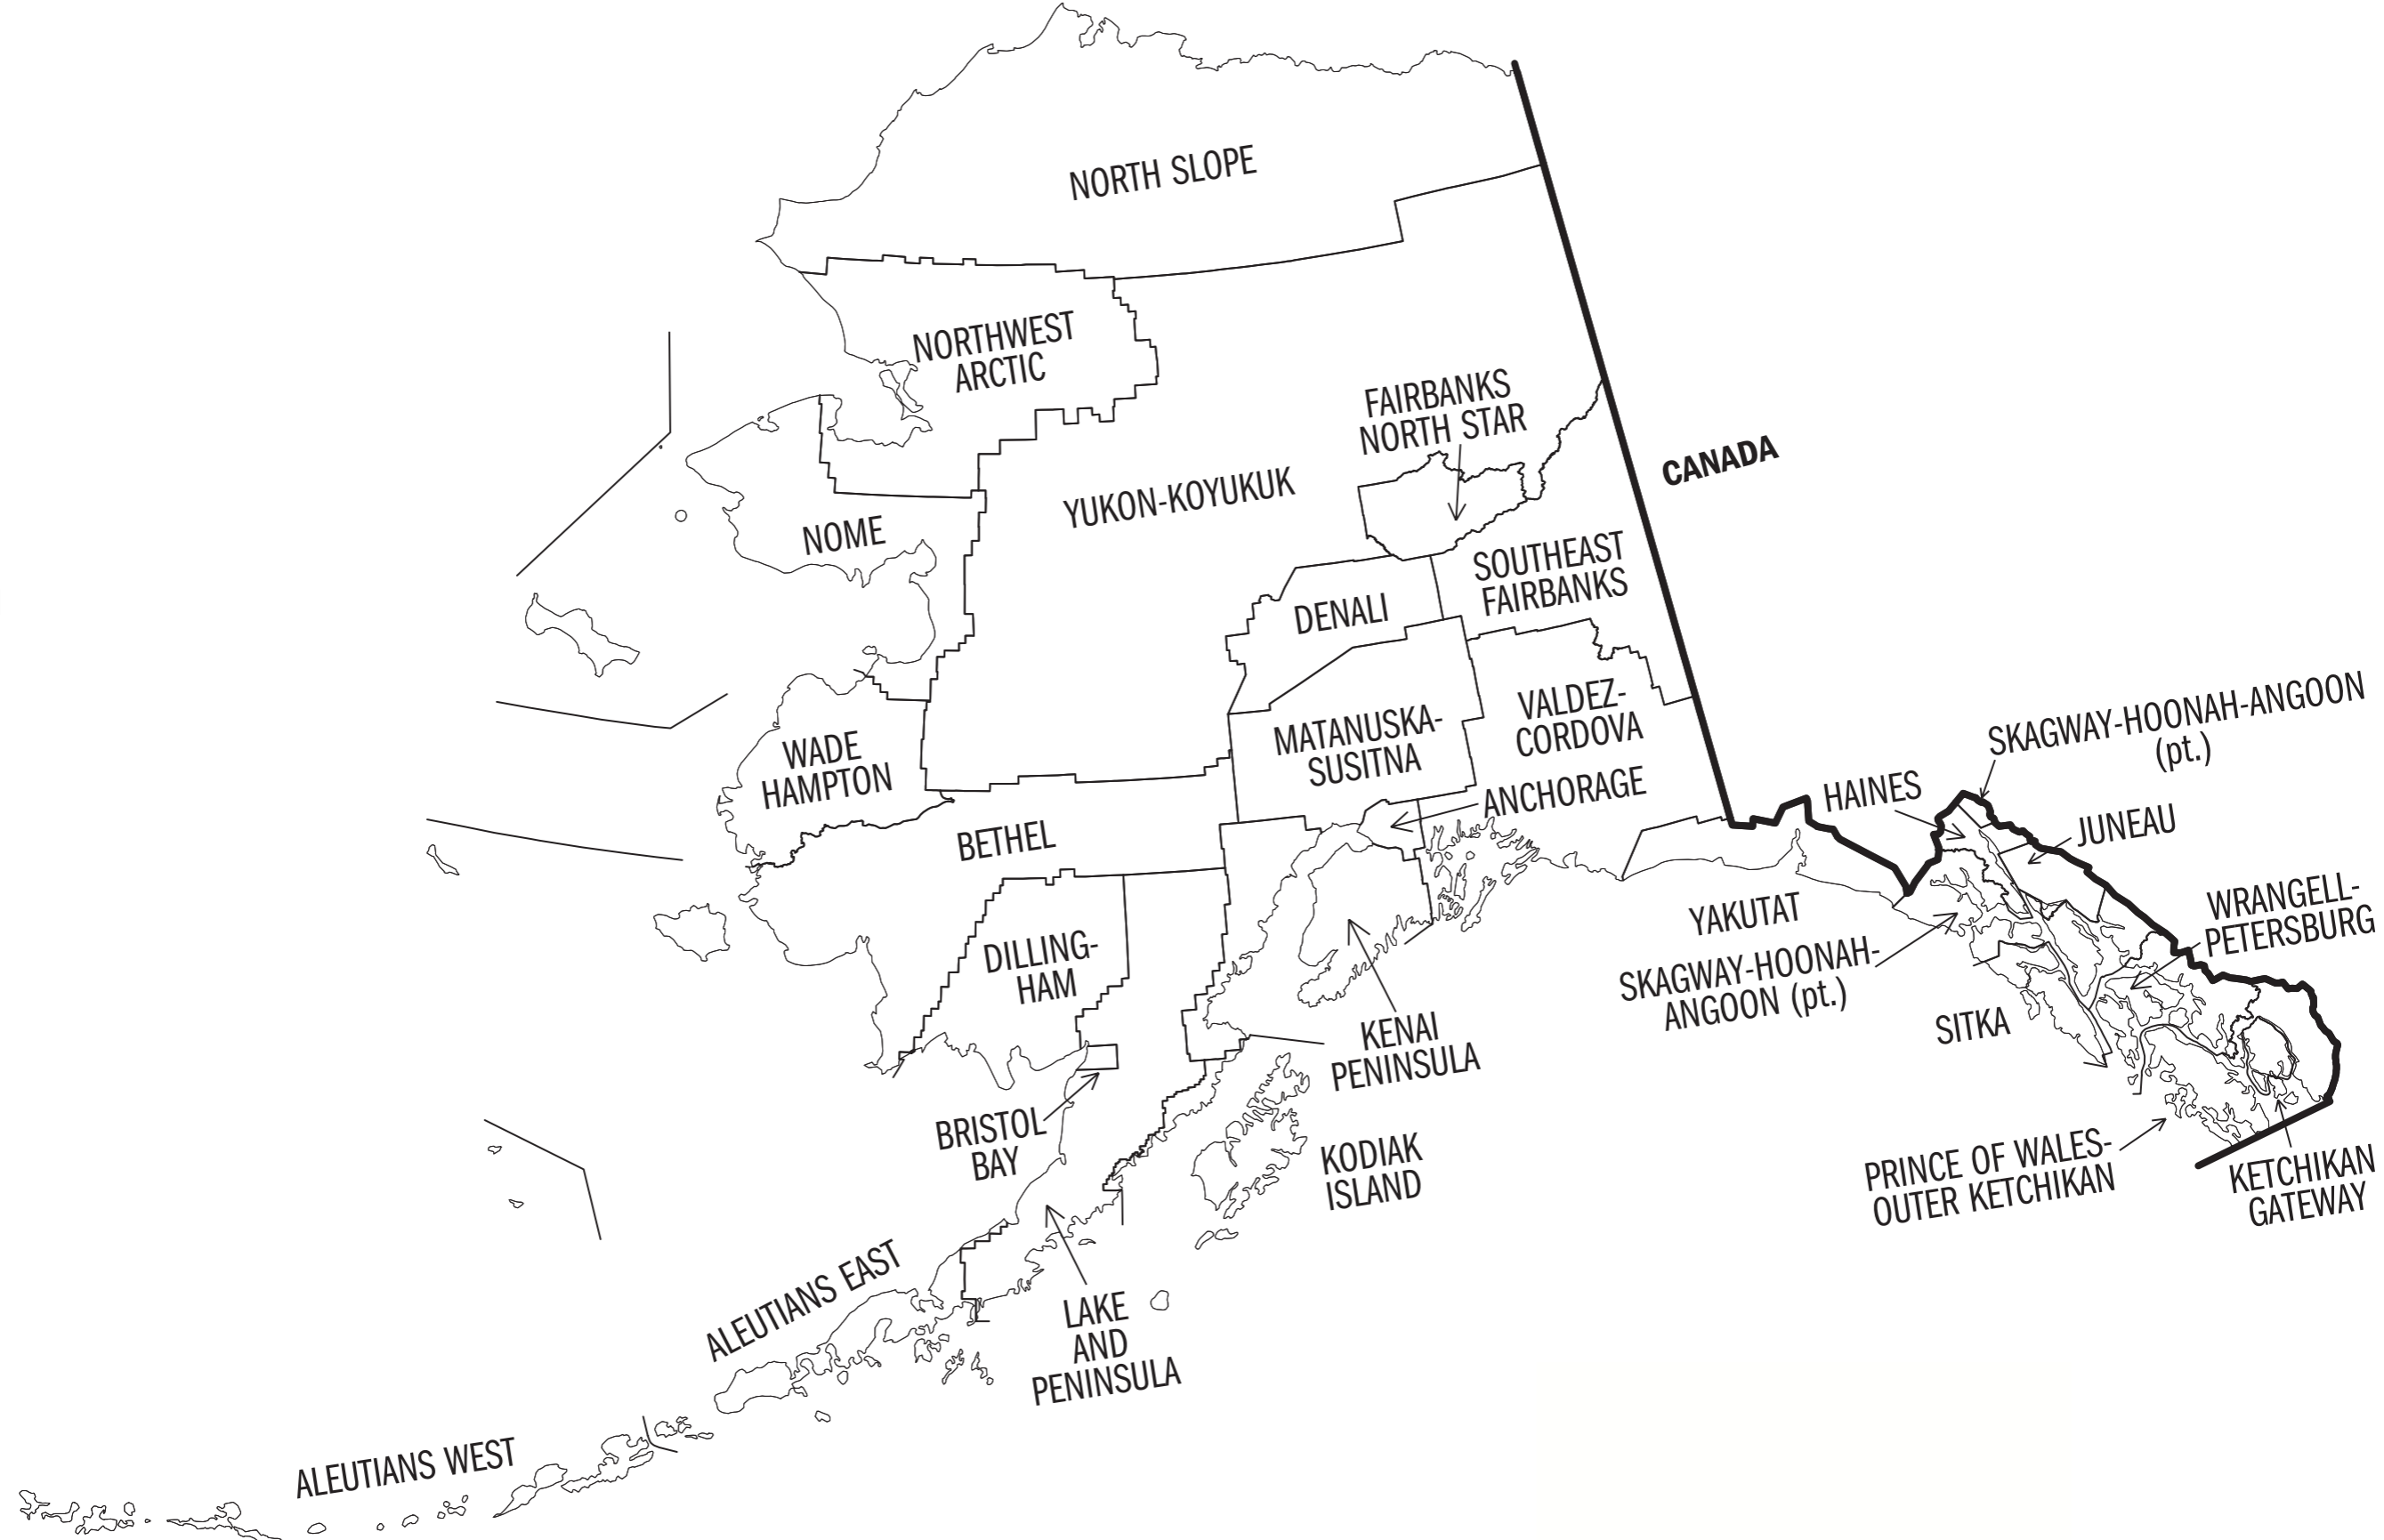 NORTH SLOPE
NORTHWEST
ARCTIC
FAIRBANKS
NORTH STAR
CANADA
YUKON-KOYUKUK
NOME
SOUTHEAST
FAIRBANKS
DENALI
WADE
HAMPTON
MATANUSKA-
SUSITNA
VALDEZ-
CORDOVA
SKAGWAY-HOONAH-ANGOON
(pt.)
HAINES
ANCHORAGE
JUNEAU
BETHEL
WRANGELL-
PETERSBURG
YAKUTAT
DILLING-
HAM
SKAGWAY-HOONAH-
ANGOON (pt.)
SITKA
KENAI
PENINSULA
BRISTOL
BAY
KODIAK
ISLAND
PRINCE OF WALES-
OUTER KETCHIKAN
KETCHIKAN
GATEWAY
ALEUTIANS EAST
LAKE
AND
PENINSULA
ALEUTIANS WEST